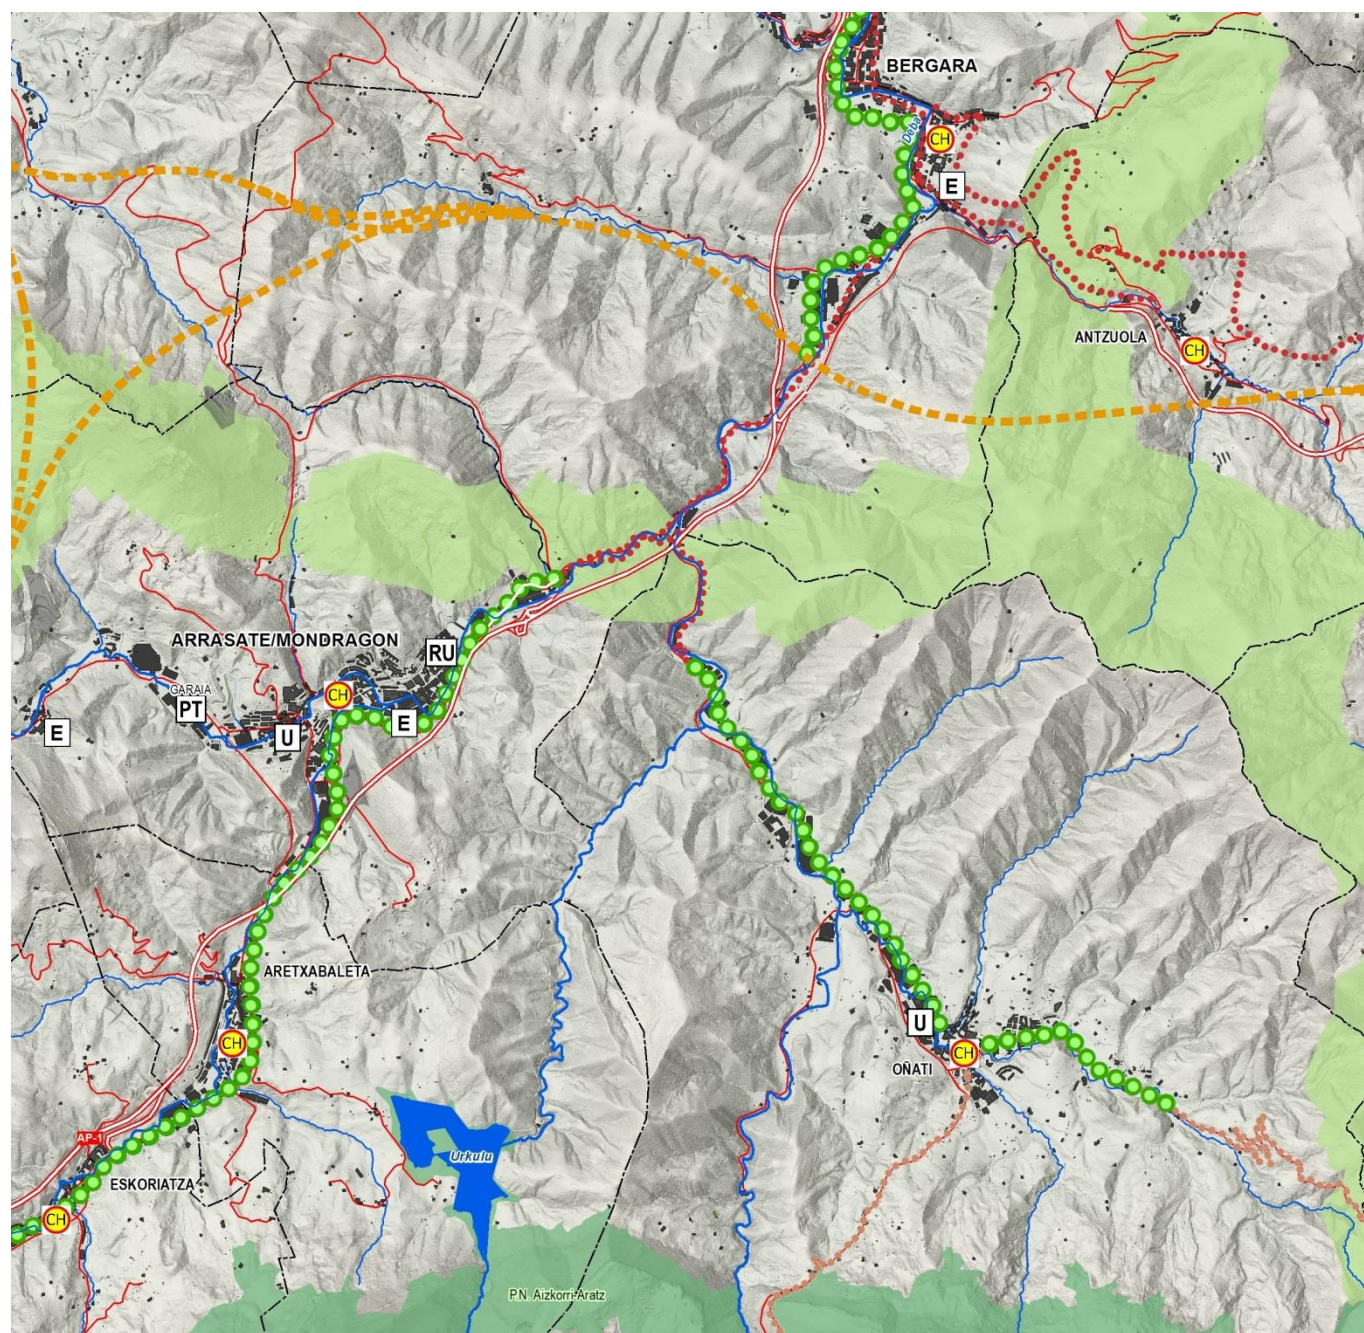 BERGARA
Deba
CH
E
ANTZUOLA
CH
ARRASATE/MONDRAGON
RU
GARAIA
CH
PT
E
U
E
ARETXABALETA
U
CH
CH
OÑATI
AP-1
Urkulu
ESKORIATZA
CH
P.N. Aizkorri-Aratz